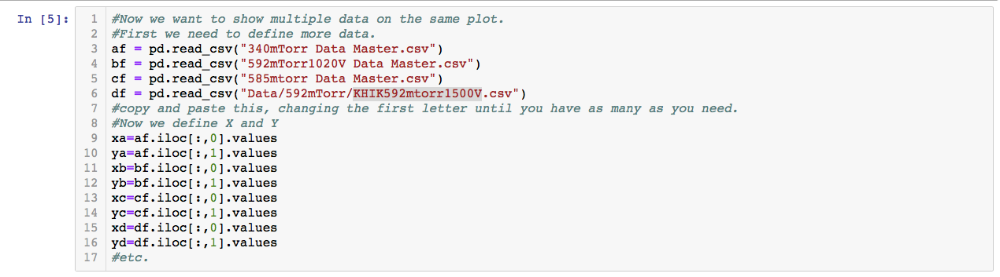 In [5]:
1 #Now we want to show multiple data on the same plot.
2 #First we need to define more data.
3 af = pd.read_csv("340mTorr Data Master.csv")
4 bf = pd.read_csv("592mTorr1020V Data Master.csv")
5 cf = pd.read_csv("585mtorr Data Master.csv")
6 df = pd.read_csv("Data/592mTorr/KHIK592mtorr1500V.csv")
7 #copy and paste this, changing the first letter until you have as many as you need.
8 #Now we define X and Y
9 xa=af.iloc[:,0].values
10 ya=af.iloc[:,1].values
11 xb=bf.iloc[:,0].values
12 yb=bf.iloc[:,1].values
13 xc=cf.iloc[:,0].values
14 yc=cf.iloc[:,1].values
15 xd=df.iloc[:,0].values
16 yd=df.iloc[:,1].values
17 #etc.